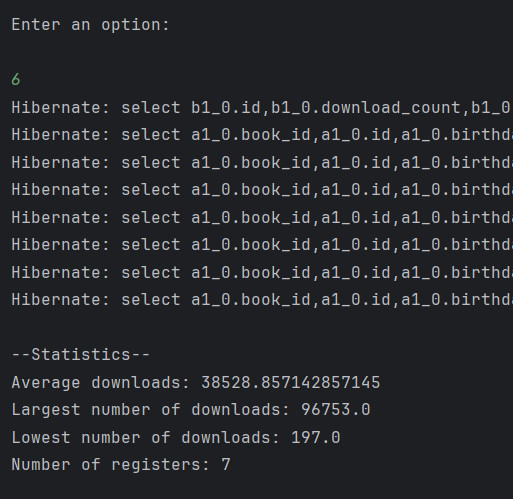 Enter an option:
6
Hibernate: select b1_0.id,b1_0.download_count,b1_0
Hibernate: select a1_0.book_id,a1_0.id,a1_0.birthd
Hibernate: select a1_0.book_id,a1_0.id,a1_0.birthd
Hibernate: select a1_0.book_id,a1_0.id,a1_0.birthd
Hibernate: select a1_0.book_id,a1_0.id,a1_0.birthd
Hibernate: select a1_0.book_id,a1_0.id,a1_0.birthd
Hibernate: select a1_0.book_id,a1_0.id,a1_0.birthd
Hibernate: select a1_0.book_id,a1_0.id,a1_0.birthd
--Statistics--
Average downloads: 38528.857142857145
Largest number of downloads: 96753.0
Lowest number of downloads: 197.0
Number of registers: 7